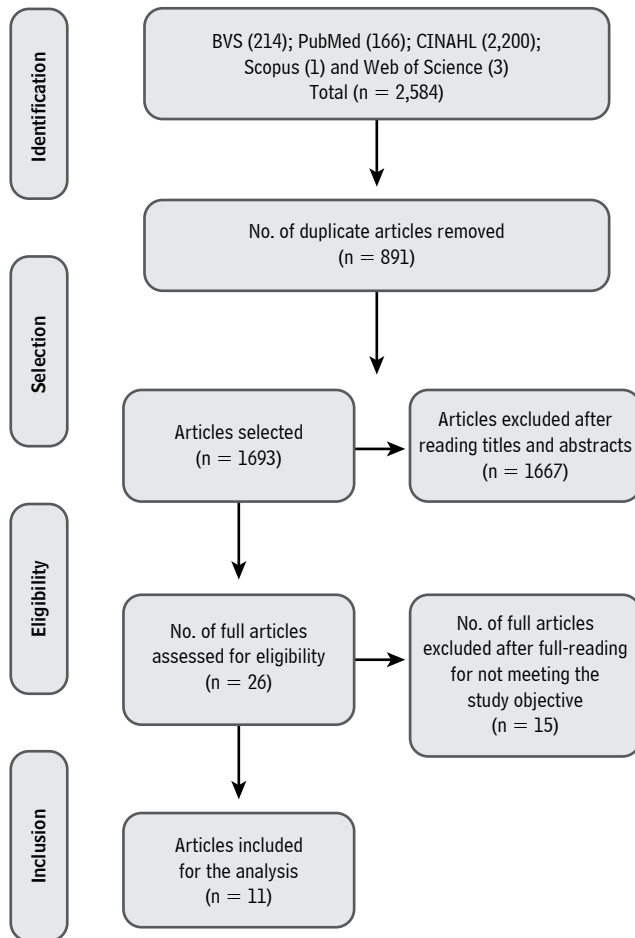 Identification
BVS (214); PubMed (166); CINAHL (2,200);
Scopus (1) and Web of Science (3)
Total (n = 2,584)
No. of duplicate articles removed
(n = 891)
Selection
Articles selected
(n = 1693)
Articles excluded after
reading titles and abstracts
(n = 1667)
Eligibility
No. of full articles
assessed for eligibility
(n = 26)
No. of full articles
excluded after full-reading
for not meeting the
study objective
(n = 15)
Inclusion
Articles included
for the analysis
(n = 11)